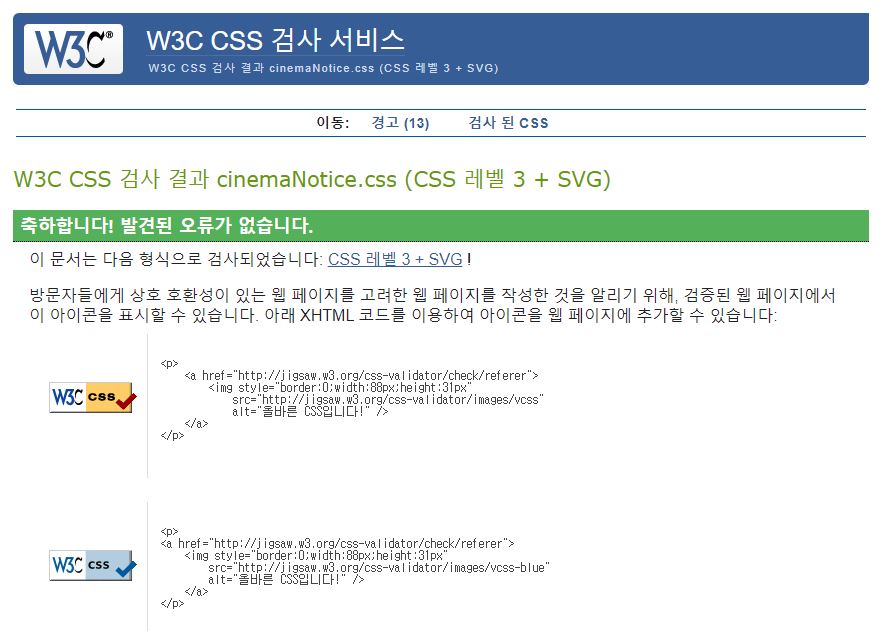 W3C® W3C CSS 검사 서비스
W3C CSS 검사 결과 cinemaNotice.css (CSS 레벨 3 + SVG)
이동: 경고 (13) 검사 된 CSS
W3C CSS 검사 결과 cinemaNotice.css (CSS 레벨 3 + SVG)
축하합니다! 발견된 오류가 없습니다.
이 문서는 다음 형식으로 검사되었습니다: CSS 레벨 3 + SVG !
방문자들에게 상호 호환성이 있는 웹 페이지를 고려한 웹 페이지를 작성한 것을 알리기 위해, 검증된 웹 페이지에서
이 아이콘을 표시할 수 있습니다. 아래 XHTML 코드를 이용하여 아이콘을 웹 페이지에 추가할 수 있습니다:
W3C css
<p>
<a href="http://jigsaw.w3.org/css-validator/check/referer">
<img style="border:0;width:88px;height:31px"
src="http://jigsaw.w3.org/css-validator/images/vcss"
alt="올바른 CSS입니다!" />
</a>
</p>
W3C css
<p>
<a href="http://jigsaw.w3.org/css-validator/check/referer">
<img style="border:0;width:88px;height:31px"
src="http://jigsaw.w3.org/css-validator/images/vcss-blue"
alt="올바른 CSS입니다!" />
</a>
</p>